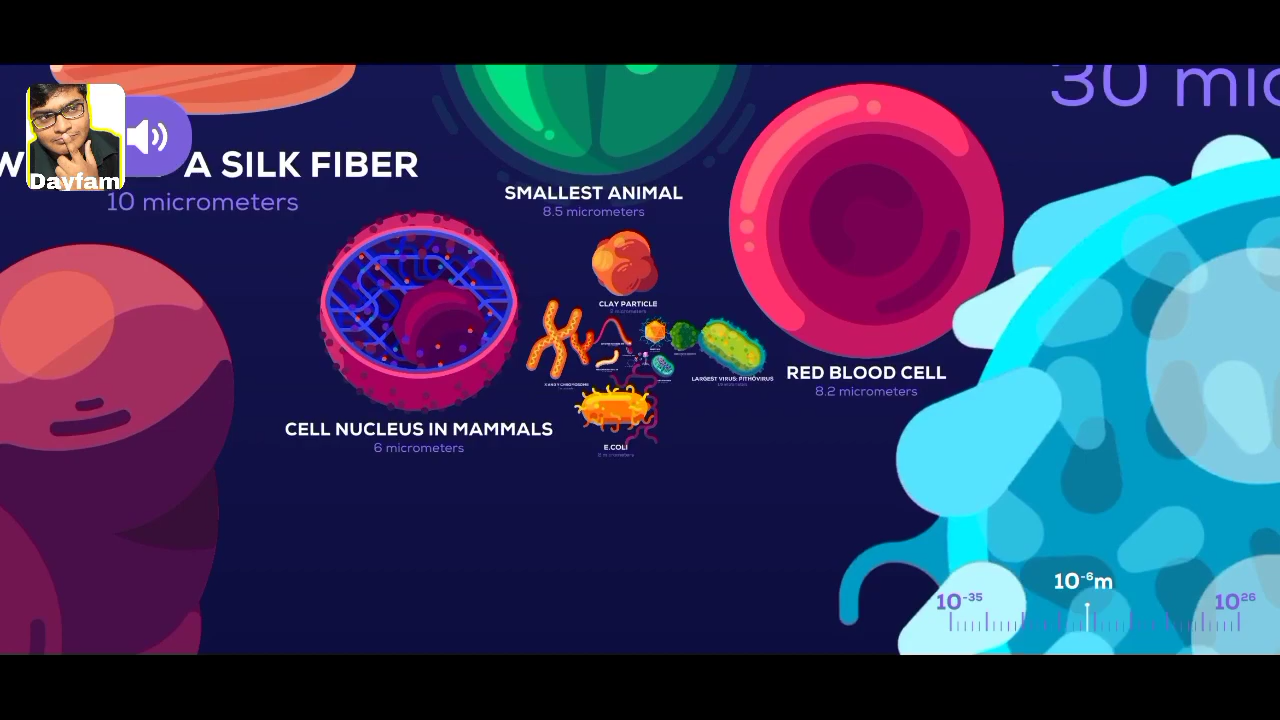 30 mic
A SILK FIBER
10 micrometers
Dayfam
SMALLEST ANIMAL
8.5 micrometers
CLAY PARTICLE
LARGEST VIRUS: PITHOVIRUS
RED BLOOD CELL
8.2 micrometers
CELL NUCLEUS IN MAMMALS
6 micrometers
E.COLI
10⁻⁶m
10⁻³⁵
10²⁶